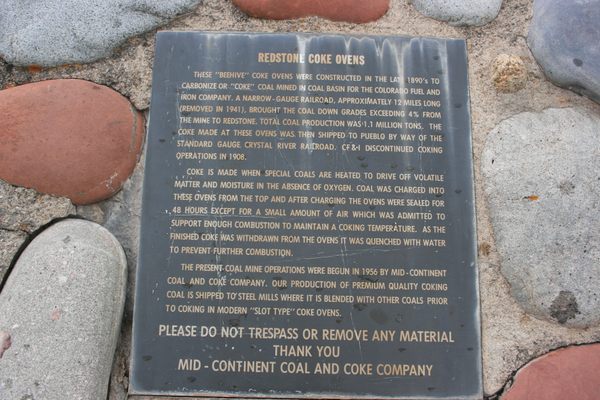 REDSTONE COKE OVENS
THESE "BEEHIVE" COKE OVENS WERE CONSTRUCTED IN THE LATE 1890's TO
CARBONIZE OR "COKE" COAL MINED IN COAL BASIN FOR THE COLORADO FUEL AND
IRON COMPANY. A NARROW-GAUGE RAILROAD, APPROXIMATELY 12 MILES LONG
(REMOVED IN 1941), BROUGHT THE COAL DOWN GRADES EXCEEDING 4% FROM
THE MINE TO REDSTONE. TOTAL COAL PRODUCTION WAS 1.1 MILLION TONS. THE
COKE MADE AT THESE OVENS WAS THEN SHIPPED TO PUEBLO BY WAY OF THE
STANDARD GAUGE, CRYSTAL RIVER RAILROAD. CF&I DISCONTINUED COKING
OPERATIONS IN 1908.
COKE IS MADE WHEN SPECIAL COALS ARE HEATED TO DRIVE OFF VOLATILE
MATTER AND MOISTURE IN THE ABSENCE OF OXYGEN. COAL WAS CHARGED INTO
THESE OVENS FROM THE TOP AND AFTER CHARGING THE OVENS WERE SEALED FOR
48 HOURS EXCEPT FOR A SMALL AMOUNT OF AIR WHICH WAS ADMITTED TO
SUPPORT ENOUGH COMBUSTION TO MAINTAIN A COKING TEMPERATURE. AS THE
FINISHED COKE WAS WITHDRAWN FROM THE OVENS IT WAS QUENCHED WITH WATER
TO PREVENT FURTHER COMBUSTION.
THE PRESENT COAL MINE OPERATIONS WERE BEGUN IN 1956 BY MID-CONTINENT
COAL AND COKE COMPANY. OUR PRODUCTION OF PREMIUM QUALITY COKING
COAL IS SHIPPED TO STEEL MILLS WHERE IT IS BLENDED WITH OTHER COALS PRIOR
TO COKING IN MODERN "SLOT TYPE" COKE OVENS.
PLEASE DO NOT TRESPASS OR REMOVE ANY MATERIAL
THANK YOU
MID - CONTINENT COAL AND COKE COMPANY